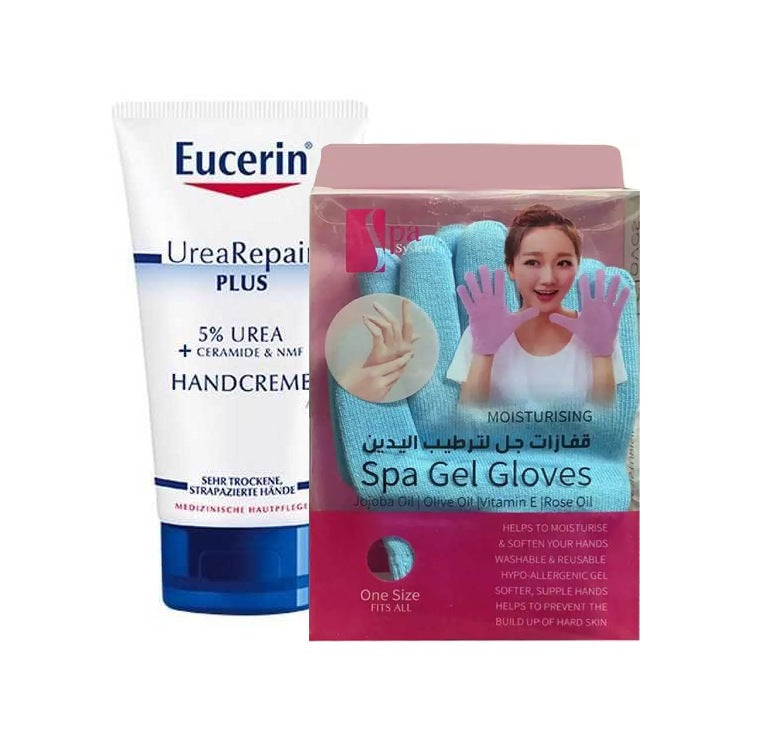 Eucerin®
UreaRepair
PLUS
5% UREA
+ CERAMIDE & NMF
HANDCREME
SEHR TROCKENE,
STRAPAZIERTE HÄNDE
MEDIZINISCHE HAUTPFLEGE
Spa
System
MOISTURISING
قفازات جل لترطيب اليدين
Spa Gel Gloves
Jojoba Oil | Olive Oil |Vitamin E |Rose Oil
HELPS TO MOISTURISE
& SOFTEN YOUR HANDS
WASHABLE & REUSABLE
HYPO-ALLERGENIC GEL
SOFTER, SUPPLE HANDS
HELPS TO PREVENT THE
BUILD UP OF HARD SKIN
One Size
FITS ALL